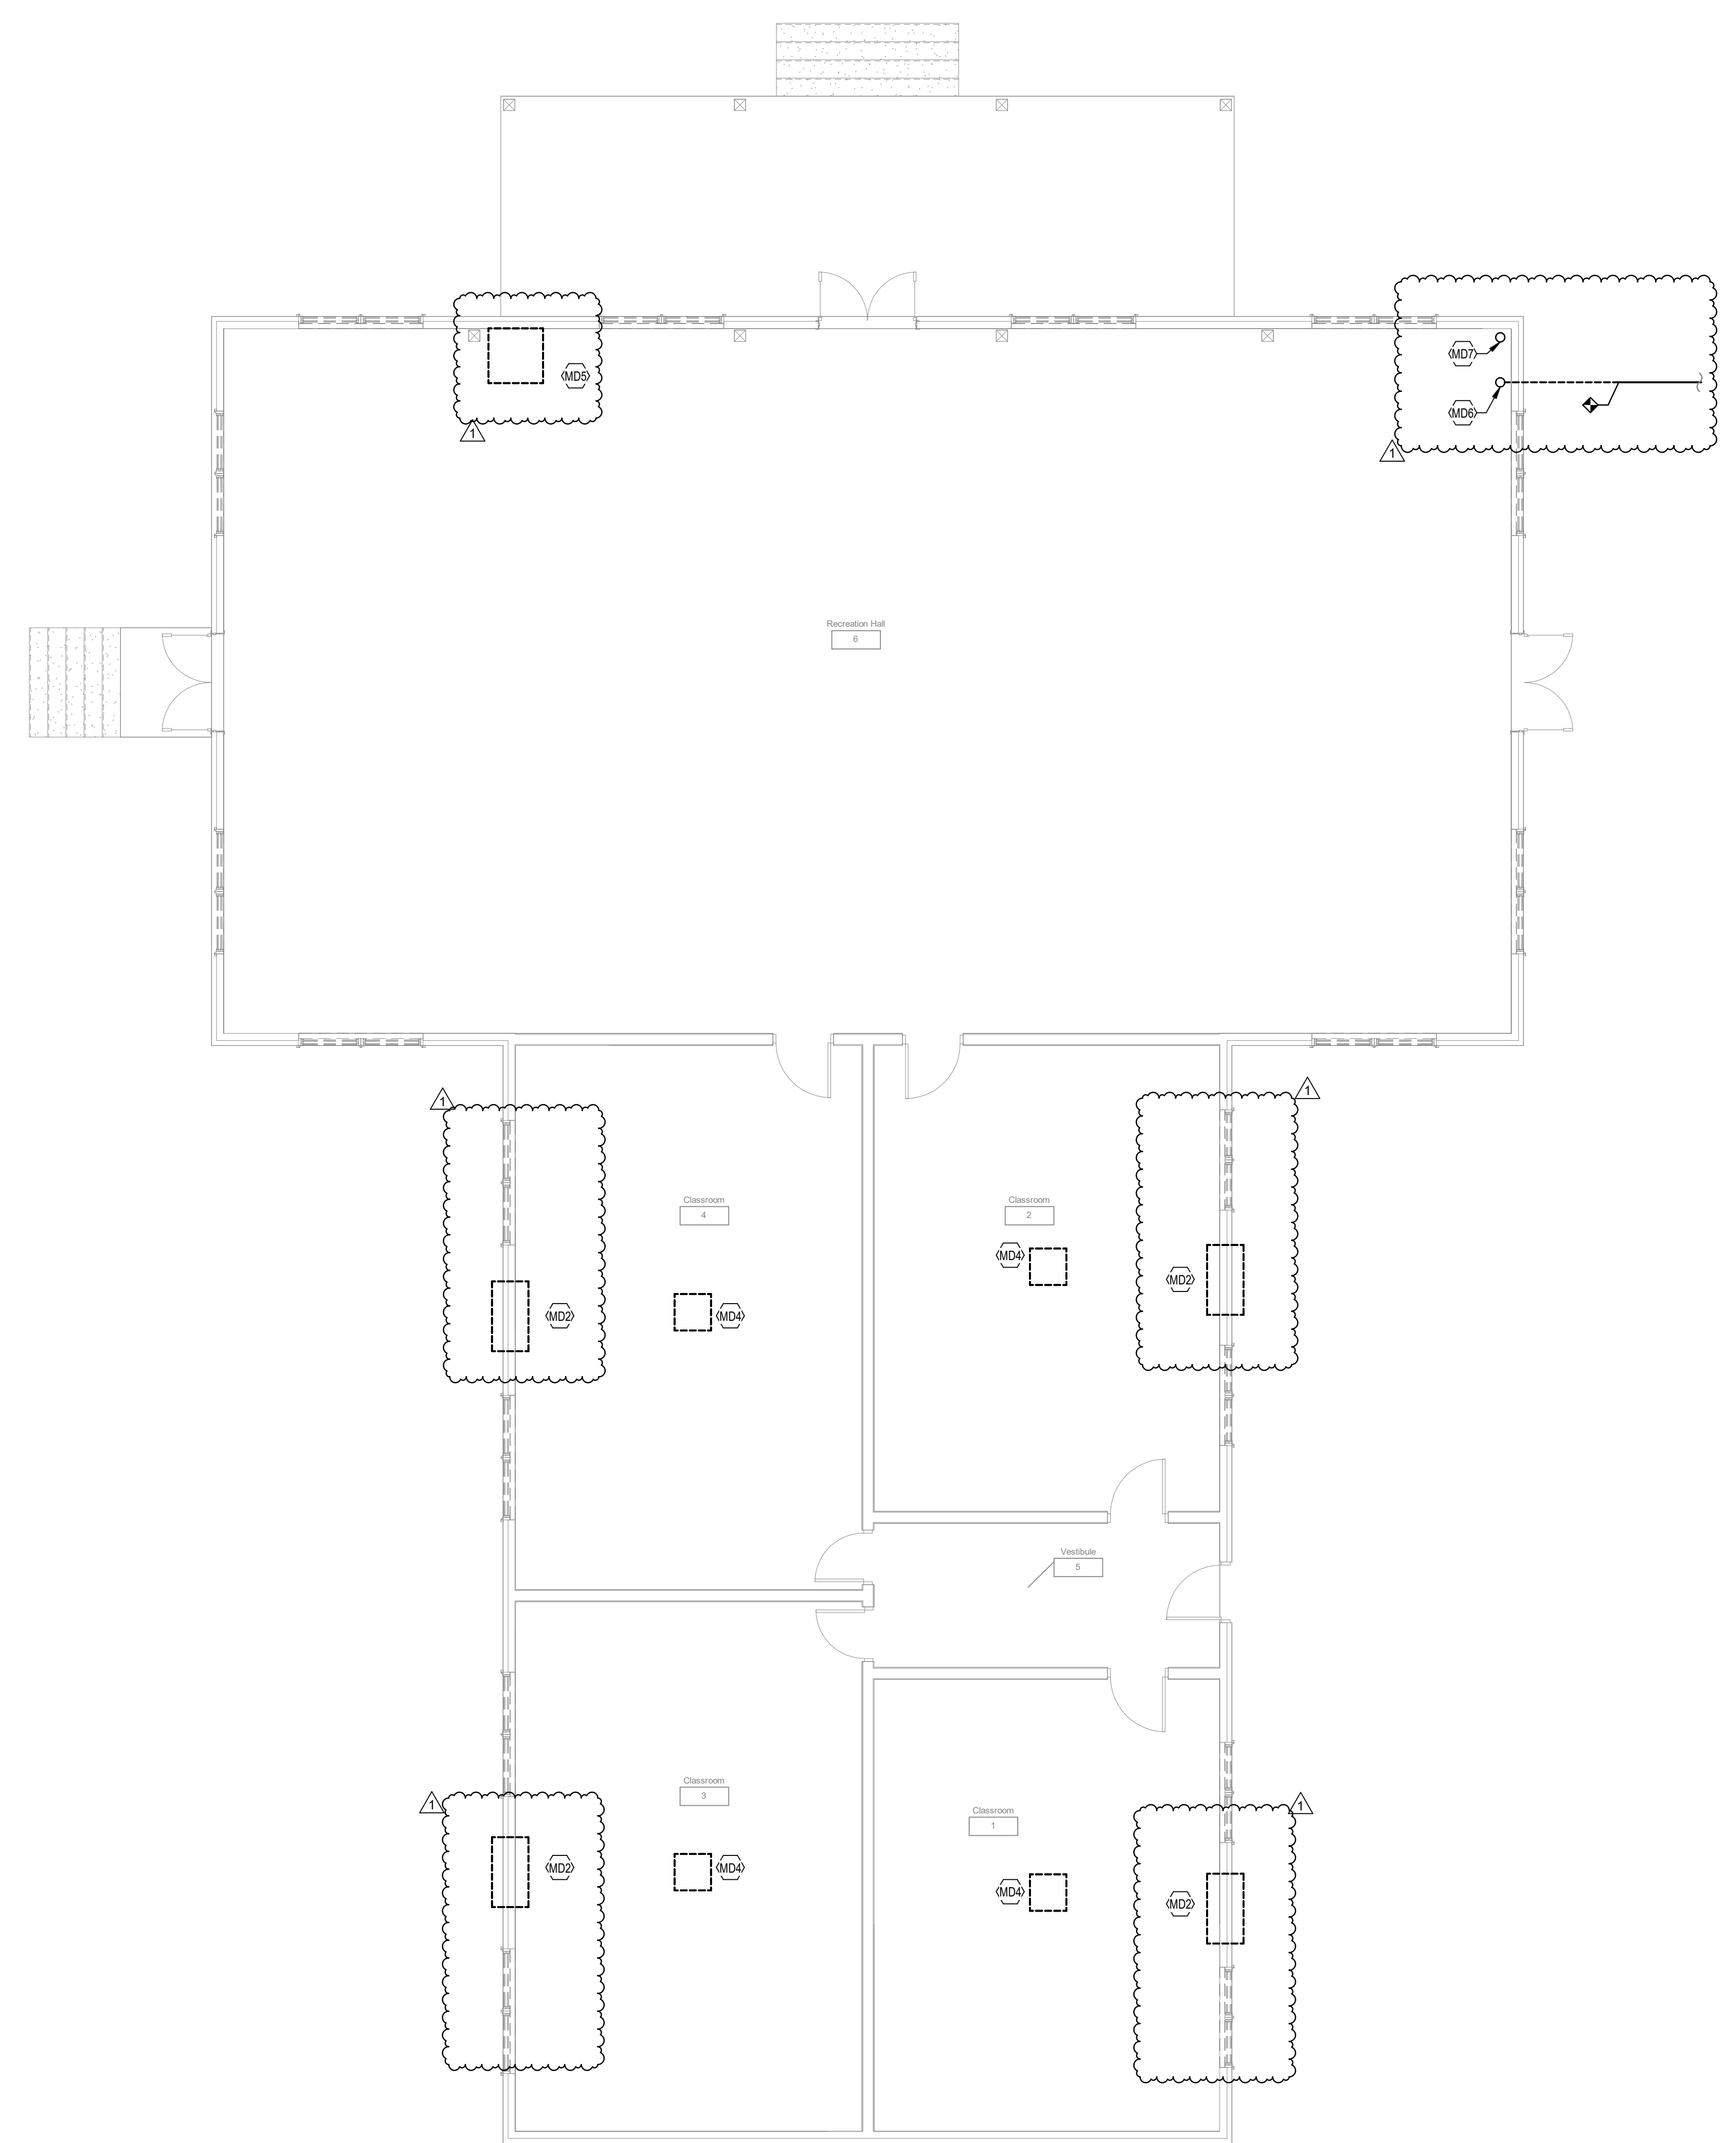 MD7
MD5
MD6
1
1
Recreation Hall
6
1
1
Classroom
4
Classroom
2
MD4
MD2
MD2
MD4
Vestibule
5
Classroom
3
1
1
Classroom
1
MD2
MD4
MD4
MD2